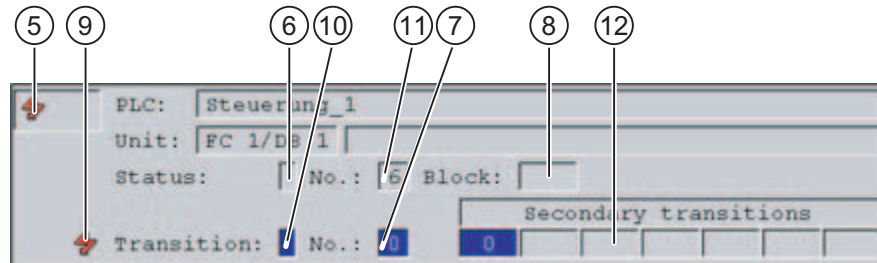 5 9 6 10 11 7 8 12
PLC: Steuerung_1
Unit: FC 1/DB 1
Status: No.: 6 Block:
Secondary transitions
Transition: No.: 0 0